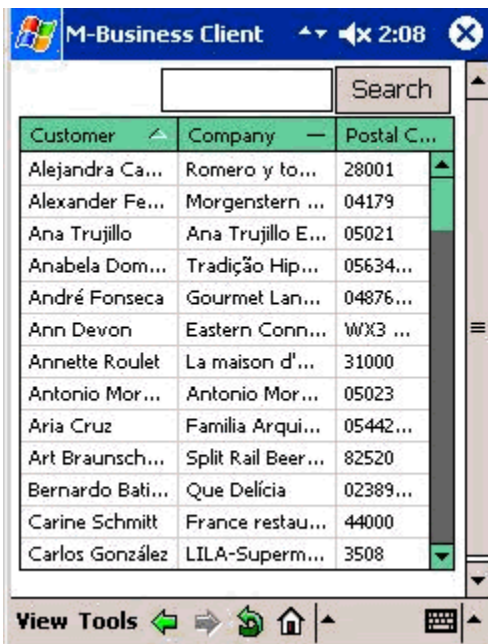 M-Business Client 2:08
Search
Customer Company Postal C...
Alejandra Ca... Romero y to... 28001
Alexander Fe... Morgenstern ... 04179
Ana Trujillo Ana Trujillo E... 05021
Anabela Dom... Tradição Hip... 05634...
André Fonseca Gourmet Lan... 04876...
Ann Devon Eastern Conn... WX3 ...
Annette Roulet La maison d'... 31000
Antonio Mor... Antonio Mor... 05023
Aria Cruz Familia Arqui... 05442...
Art Braunsch... Split Rail Beer... 82520
Bernardo Bati... Que Delícia 02389...
Carine Schmitt France restau... 44000
Carlos González LILA-Superm... 3508
View Tools